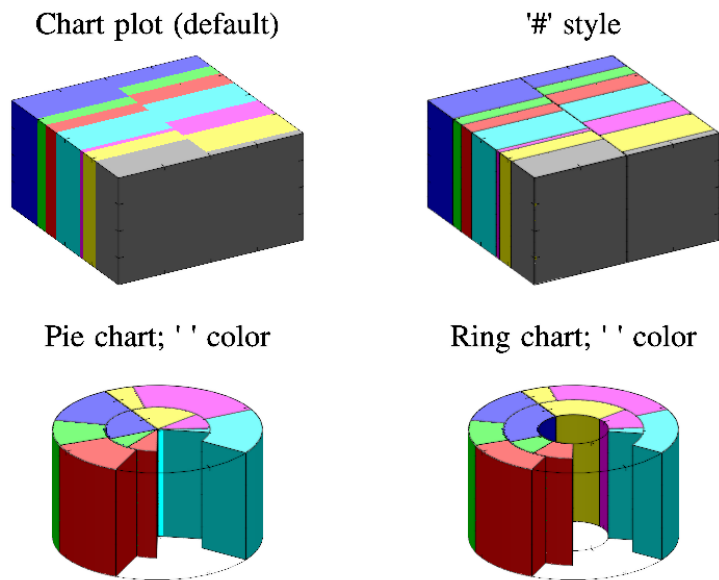 Chart plot (default)
'#' style
Pie chart; ' ' color
Ring chart; ' ' color